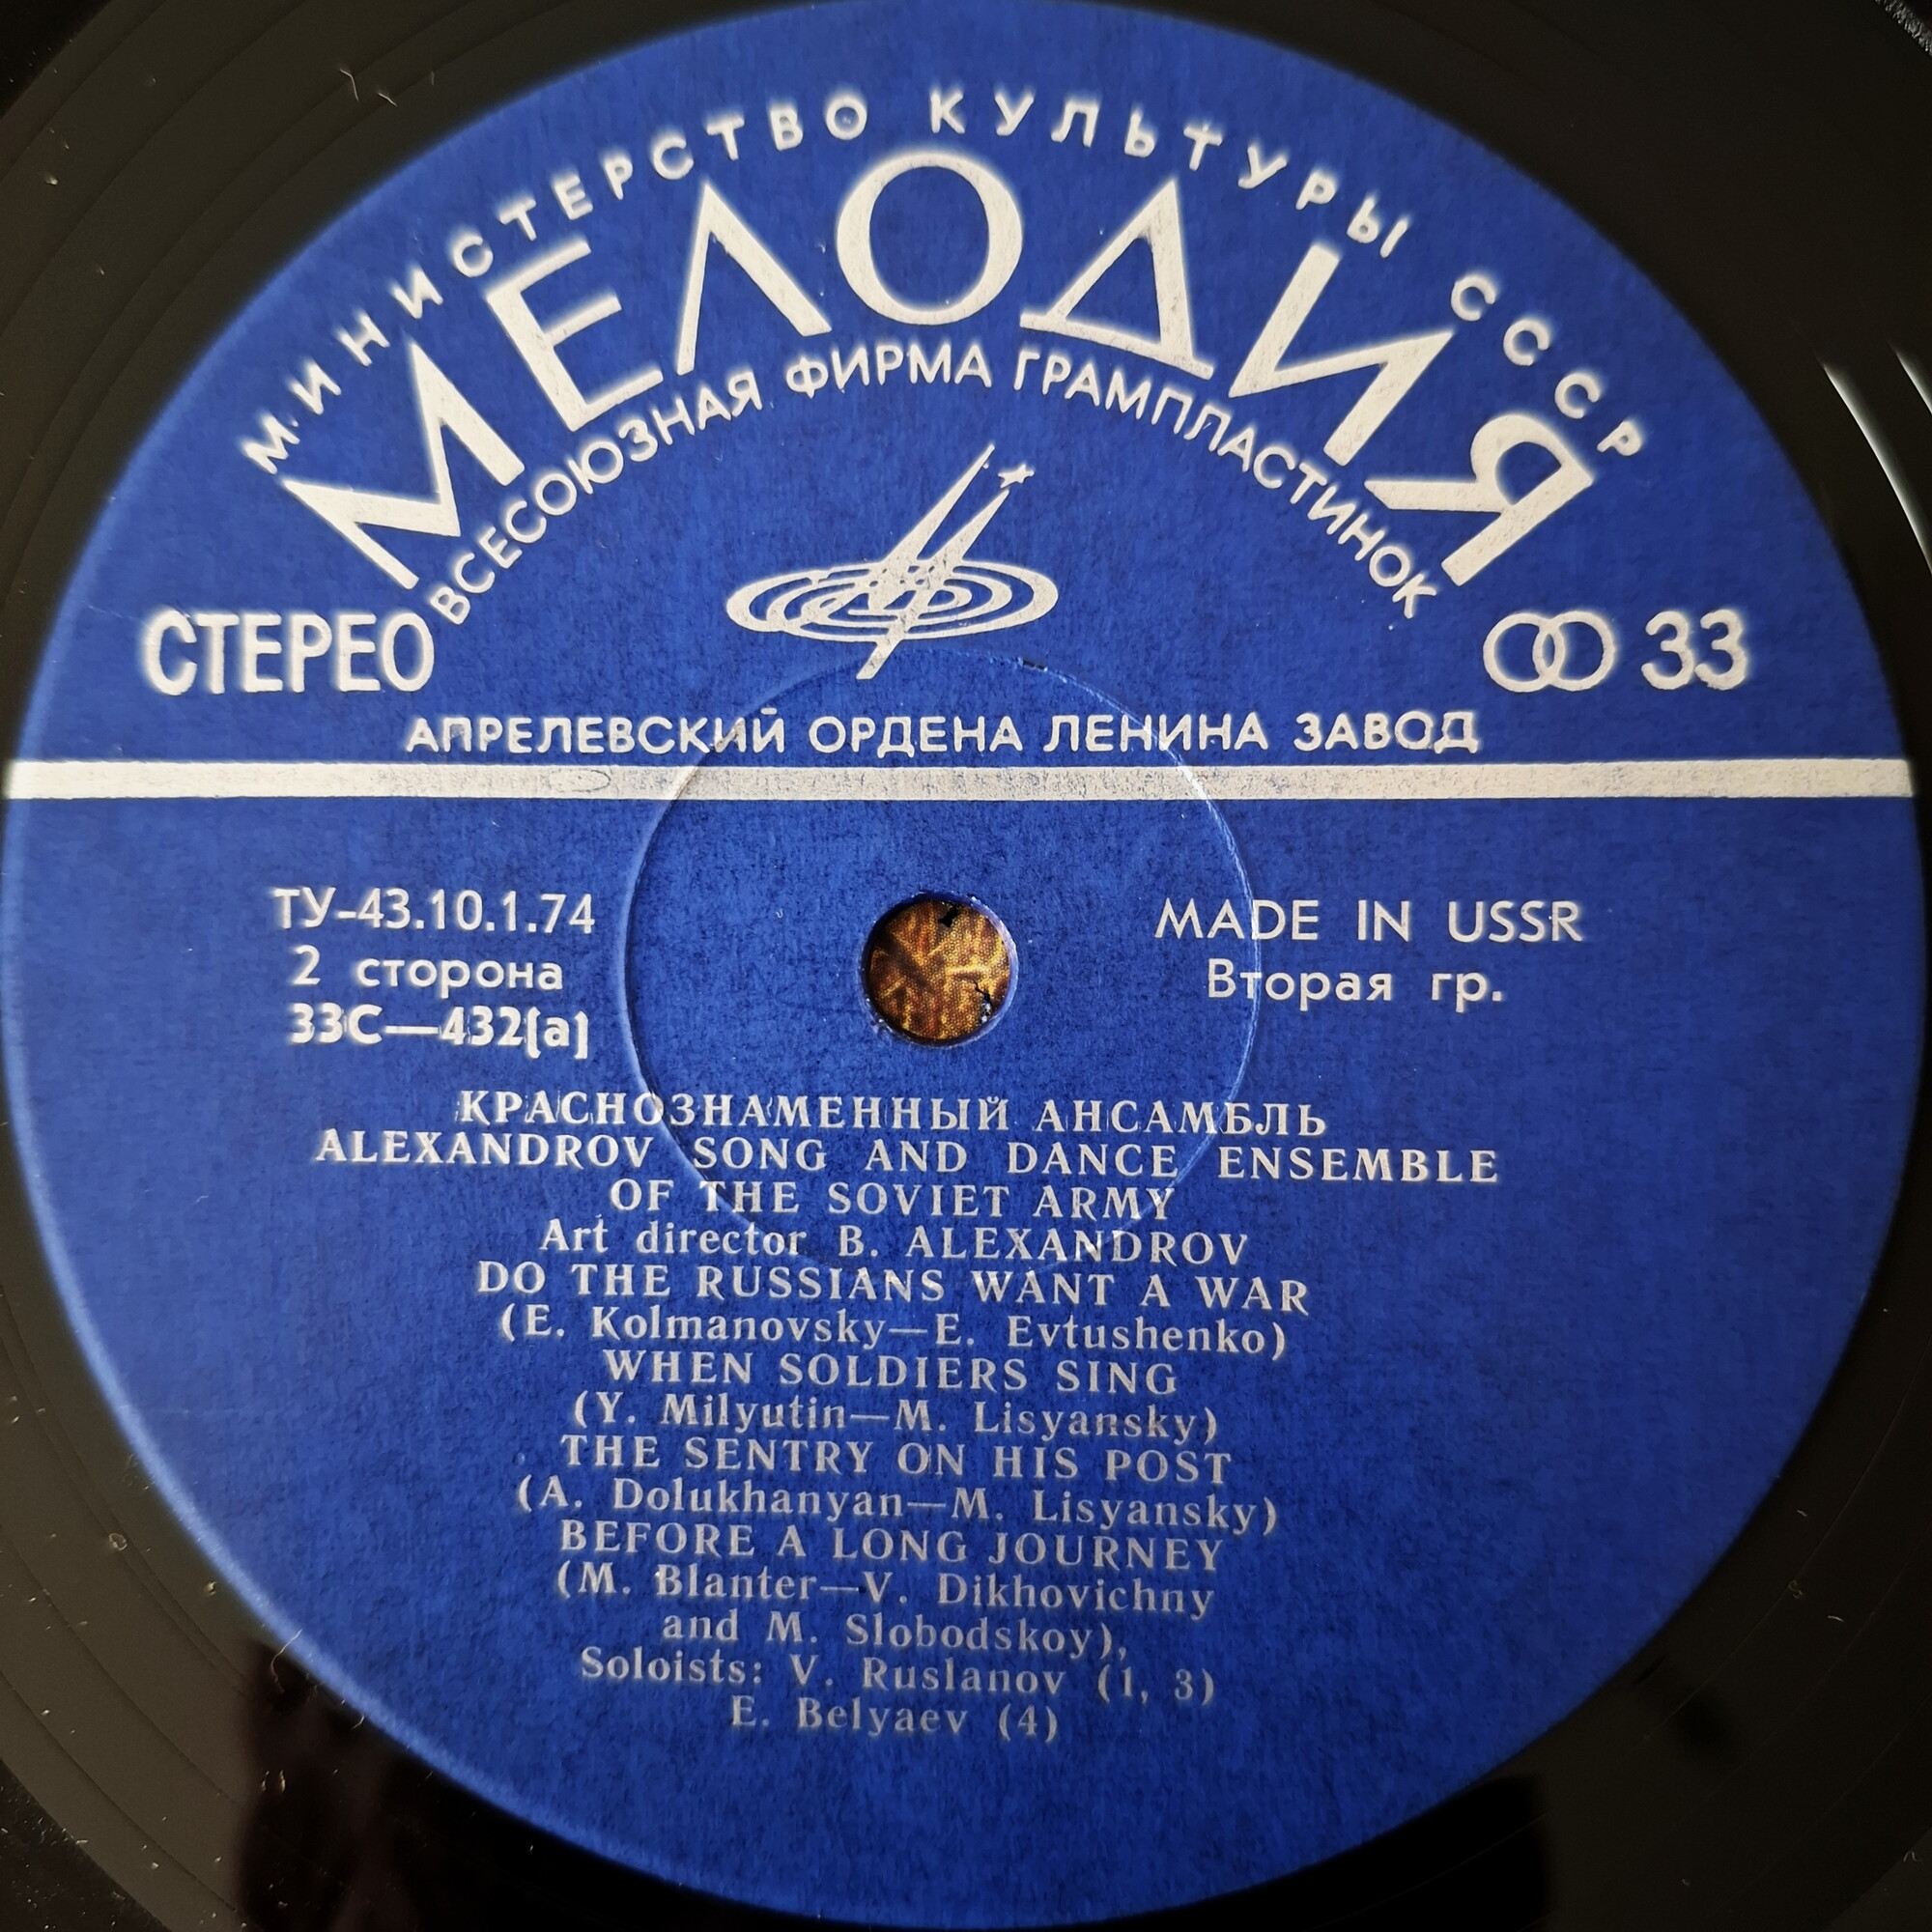 МИНИСТЕРСТВО КУЛЬТУРЫ СССР
МЕЛОДИЯ
ВСЕСОЮЗНАЯ ФИРМА ГРАМПЛАСТИНОК
СТЕРЕО
33
АПРЕЛЕВСКИЙ ОРДЕНА ЛЕНИНА ЗАВОД
ТУ-43.10.1.74
2 сторона
33С—432(а)
MADE IN USSR
Вторая гр.
КРАСНОЗНАМЕННЫЙ АНСАМБЛЬ
ALEXANDROV SONG AND DANCE ENSEMBLE
OF THE SOVIET ARMY
Art director B. ALEXANDROV
DO THE RUSSIANS WANT A WAR
(E. Kolmanovsky—E. Evtushenko)
WHEN SOLDIERS SING
(Y. Milyutin—M. Lisyansky)
THE SENTRY ON HIS POST
(A. Dolukhanyan—M. Lisyansky)
BEFORE A LONG JOURNEY
(M. Blanter—V. Dikhovichny
and M. Slobodskoy),
Soloists: V. Ruslanov (1, 3)
E. Belyaev (4)